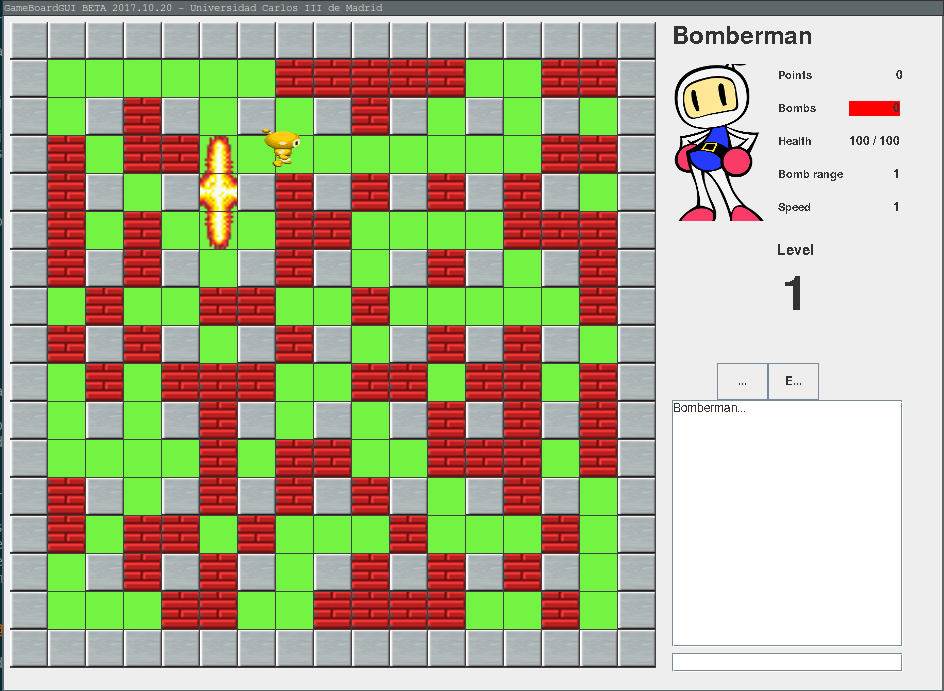 GameBoardGUI BETA 2017.10.20 - Universidad Carlos III de Madrid
Bomberman
Points 0
Bombs
Health 100 / 100
Bomb range 1
Speed 1
Level
1
... E...
Bomberman...